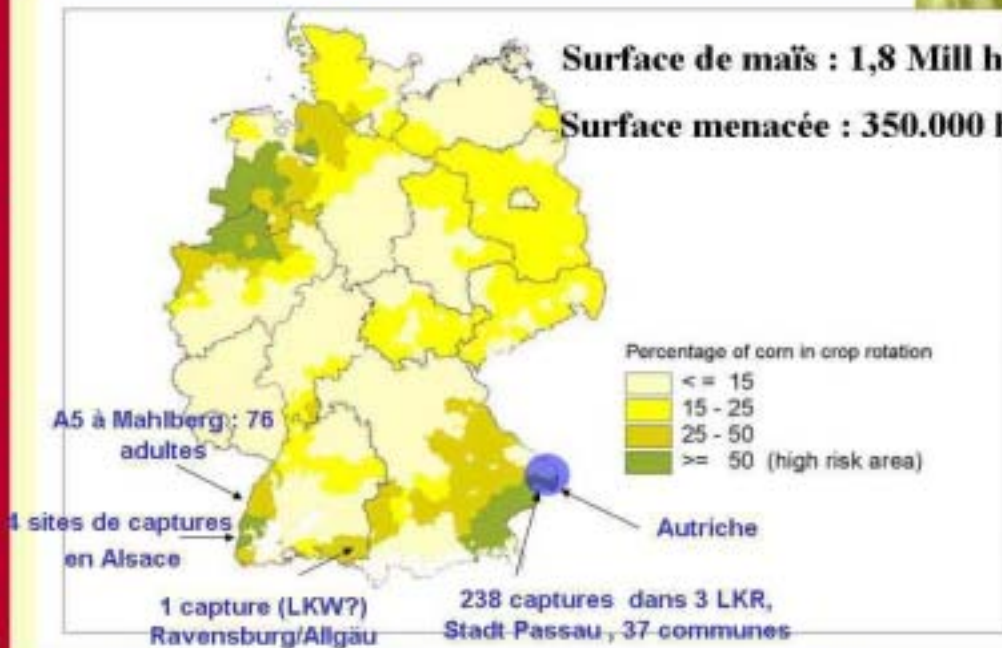 Surface de maïs : 1,8 Mill h
Surface menacée : 350.000 h
Percentage of corn in crop rotation
< = 15
15 - 25
25 - 50
>= 50 (high risk area)
A5 à Mahlberg : 76
adultes
4 sites de captures
en Alsace
Autriche
1 capture (LKW?)
Ravensburg/Allgäu
238 captures dans 3 LKR,
Stadt Passau , 37 communes